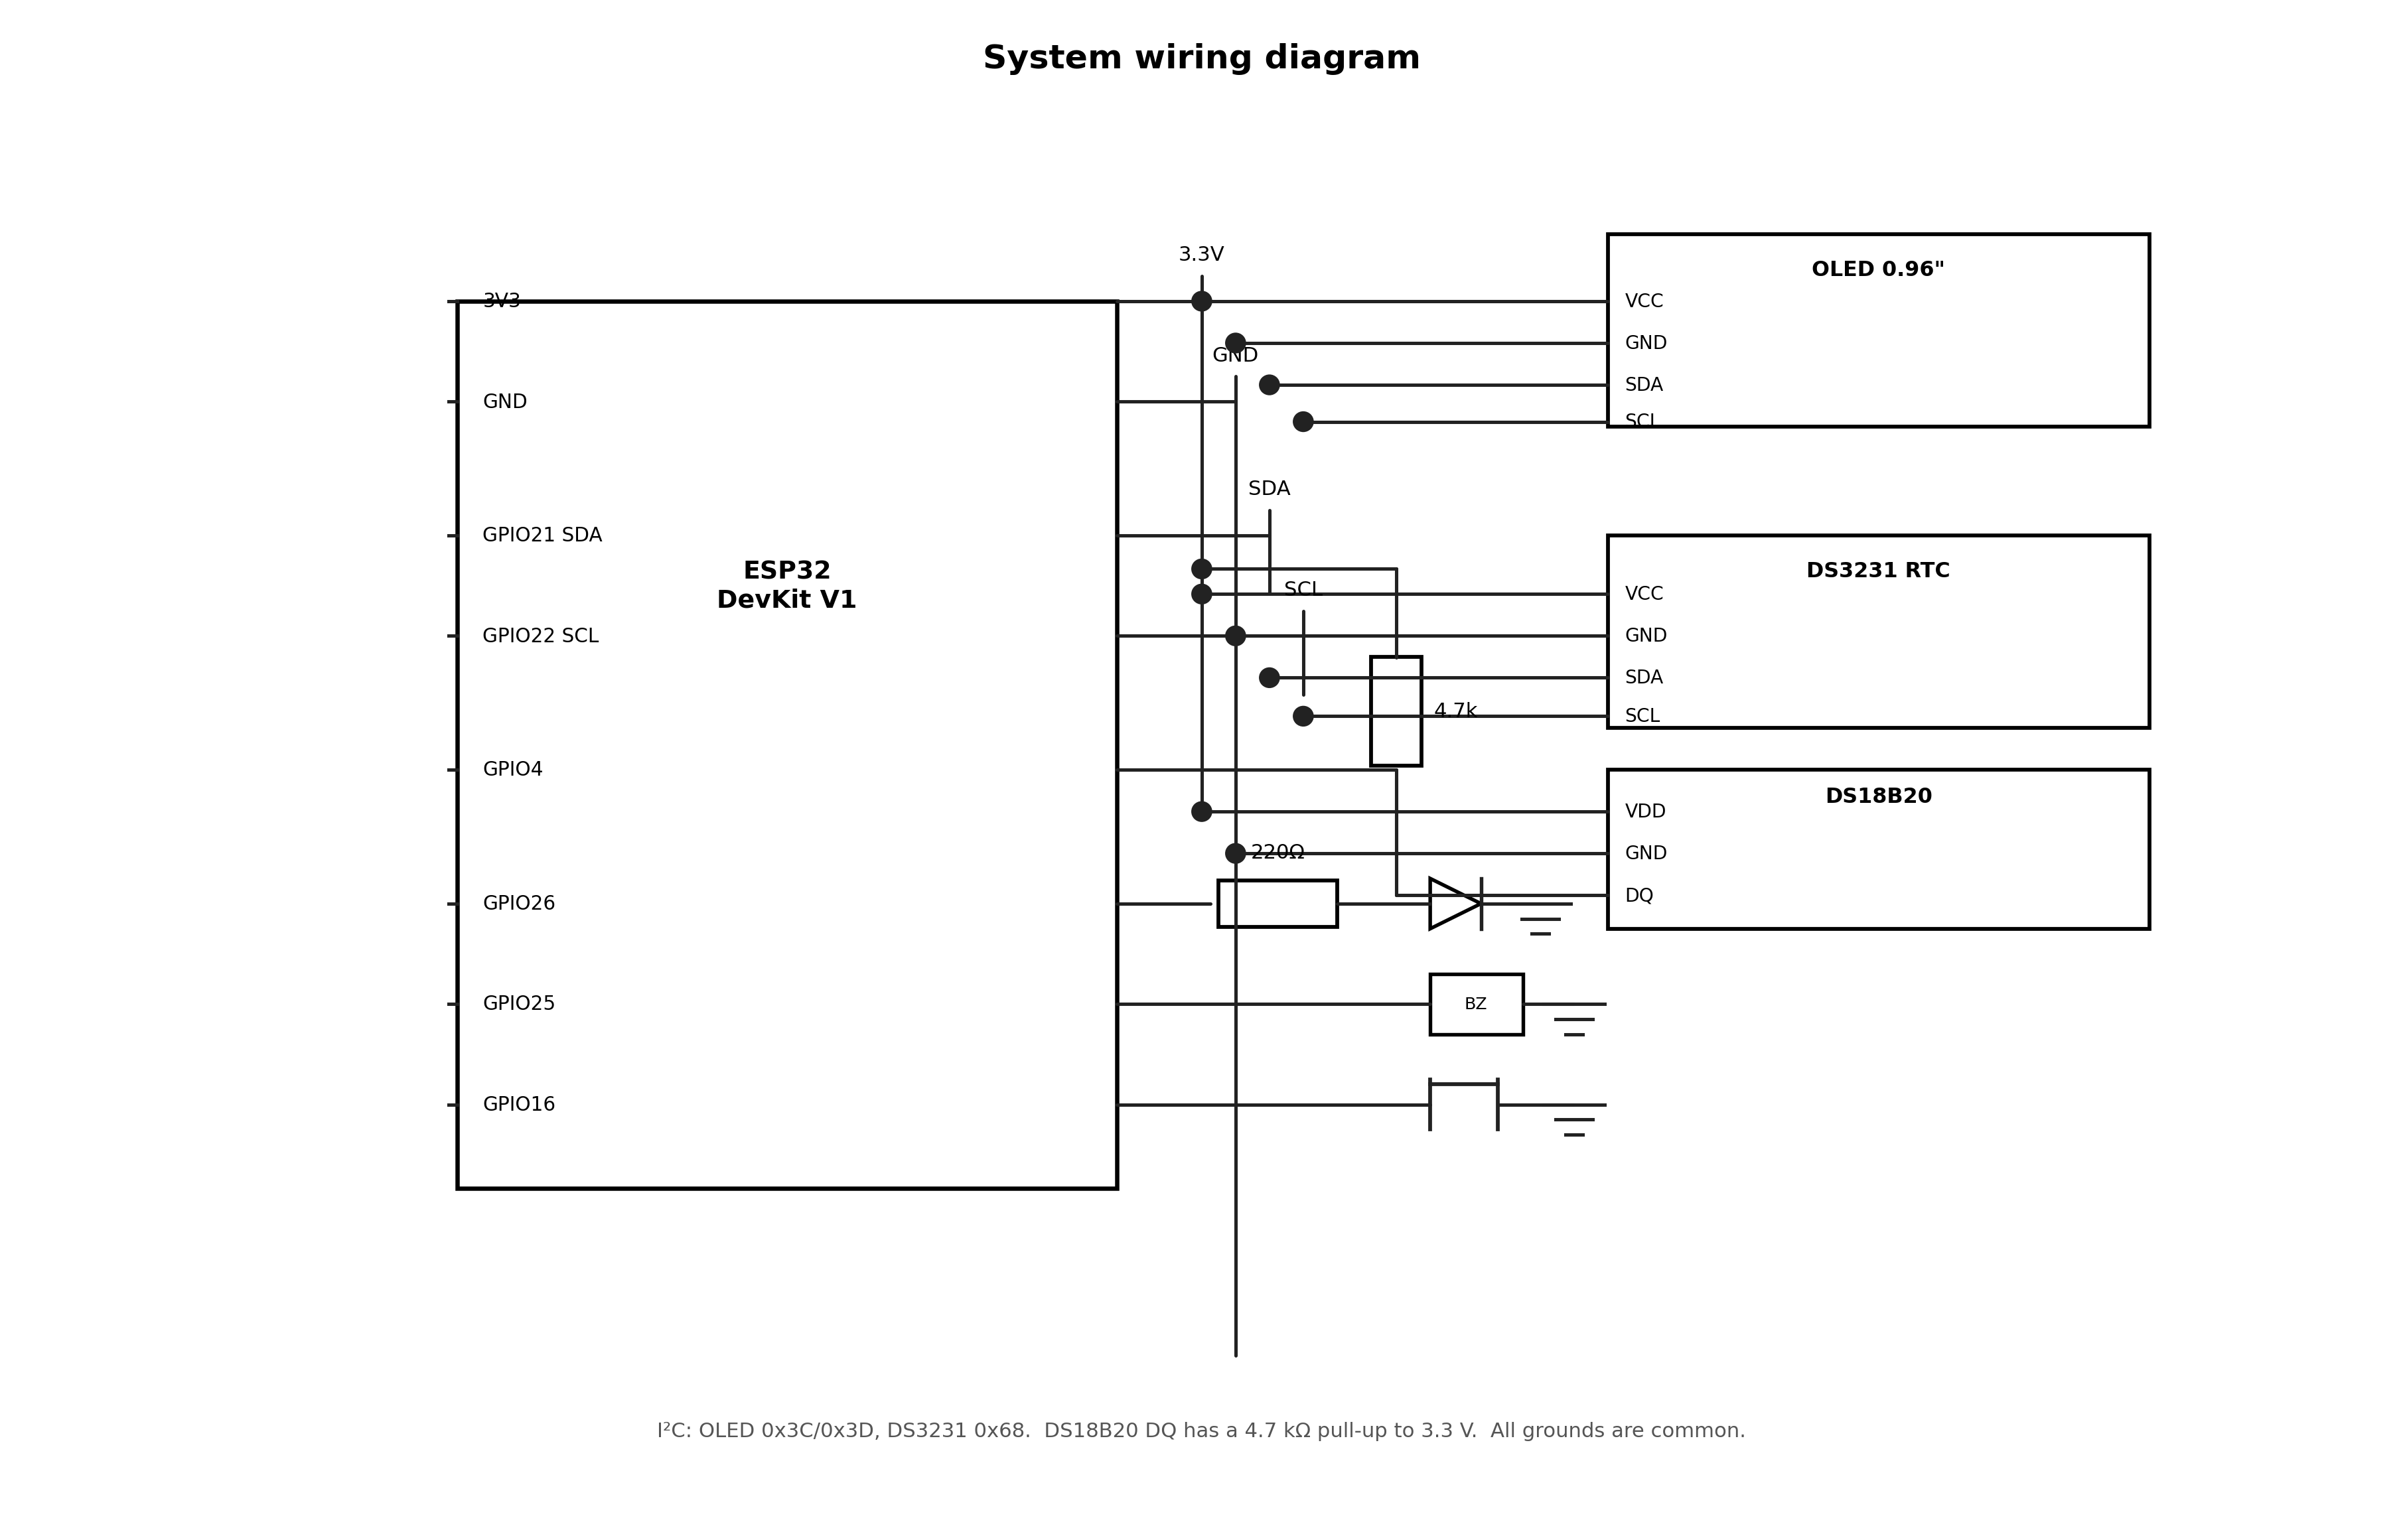 System wiring diagram
3.3V
OLED 0.96"
3V3
VCC
GND
GND
SDA
GND
SCL
SDA
GPIO21 SDA
ESP32
DevKit V1
DS3231 RTC
SCL
VCC
GPIO22 SCL
GND
SDA
4.7k
SCL
GPIO4
DS18B20
VDD
220Ω
GND
DQ
GPIO26
GPIO25
BZ
GPIO16
I²C: OLED 0x3C/0x3D, DS3231 0x68.  DS18B20 DQ has a 4.7 kΩ pull-up to 3.3 V.  All grounds are common.